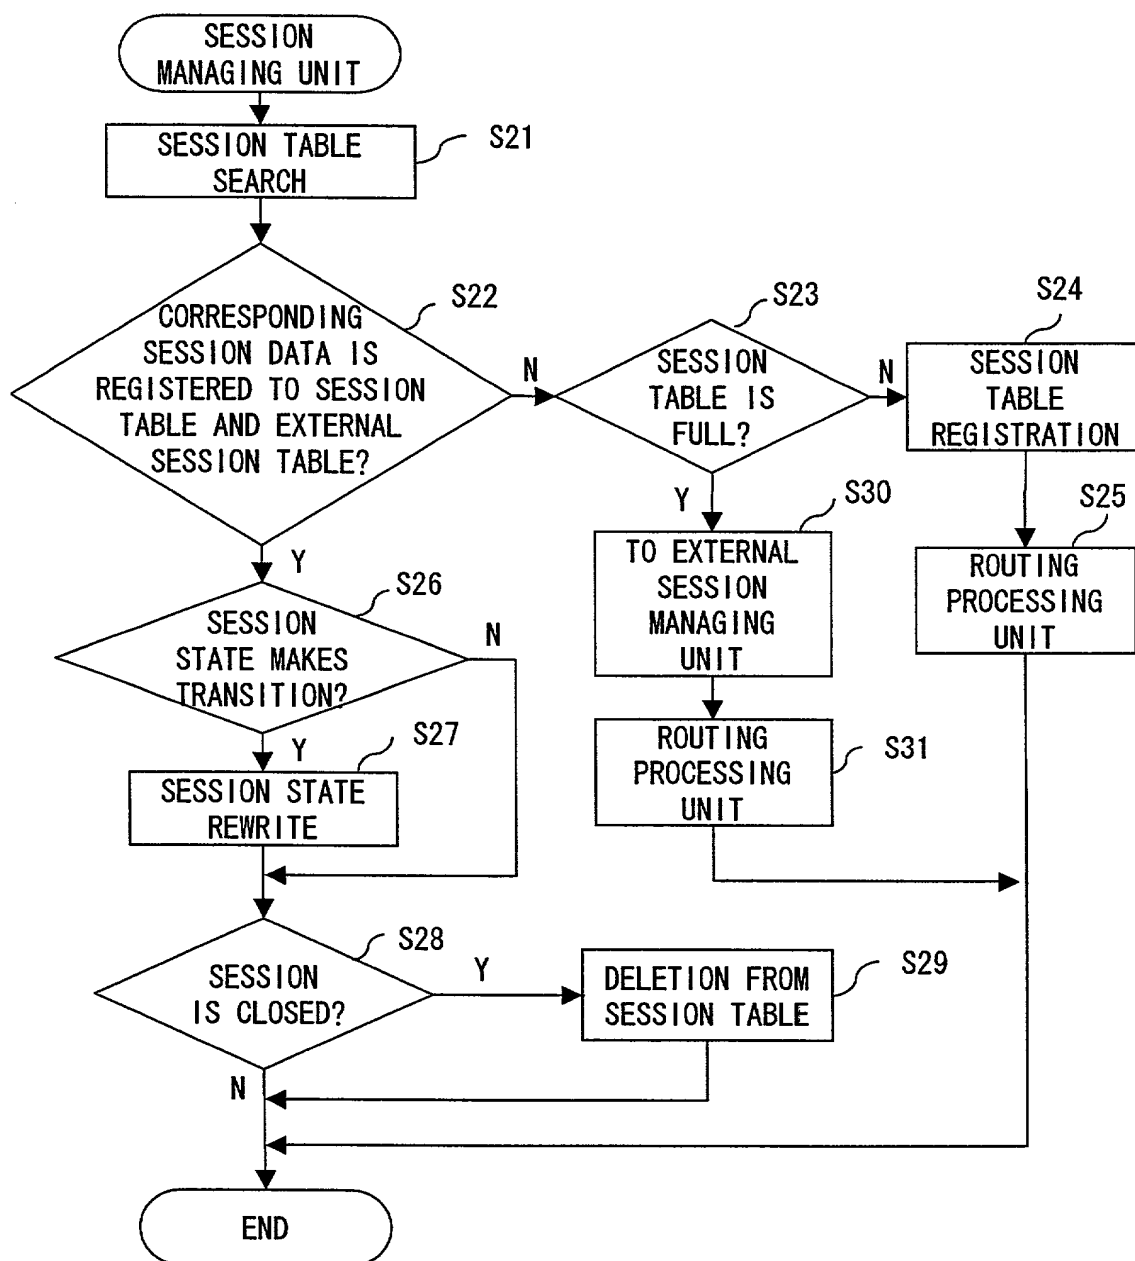 SESSION
MANAGING UNIT
SESSION TABLE
SEARCH
S21
CORRESPONDING
SESSION DATA IS
REGISTERED TO SESSION
TABLE AND EXTERNAL
SESSION TABLE?
S22
N
Y
SESSION
TABLE IS
FULL?
S23
N
Y
SESSION
TABLE
REGISTRATION
S24
ROUTING
PROCESSING
UNIT
S25
TO EXTERNAL
SESSION
MANAGING
UNIT
S30
ROUTING
PROCESSING
UNIT
S31
SESSION
STATE MAKES
TRANSITION?
S26
N
Y
SESSION STATE
REWRITE
S27
SESSION
IS CLOSED?
S28
Y
N
DELETION FROM
SESSION TABLE
S29
END